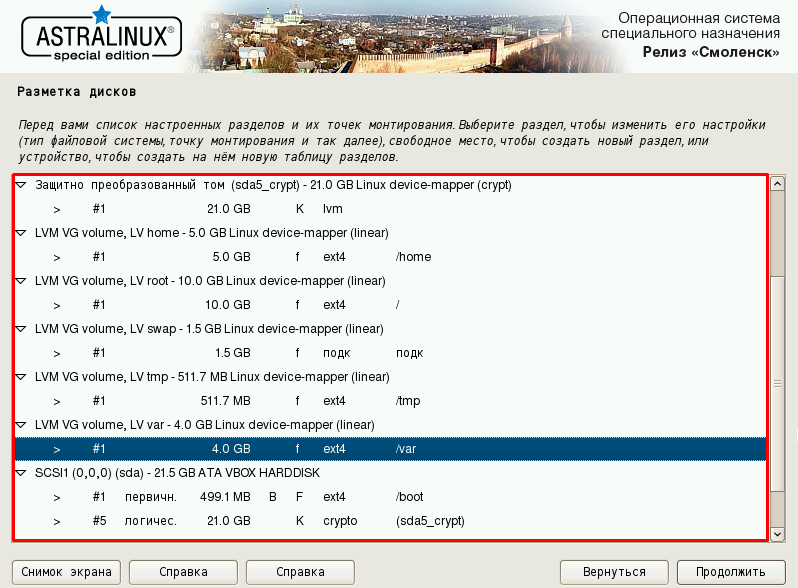 ASTRALINUX®
special edition
Операционная система
специального назначения
Релиз «Смоленск»
Разметка дисков
Перед вами список настроенных разделов и их точек монтирования. Выберите раздел, чтобы изменить его настройки
(тип файловой системы, точку монтирования и так далее), свободное место, чтобы создать новый раздел, или
устройство, чтобы создать на нём новую таблицу разделов.
Защитно преобразованный том (sda5_crypt) - 21.0 GB Linux device-mapper (crypt)
> #1 21.0 GB K lvm
LVM VG volume, LV home - 5.0 GB Linux device-mapper (linear)
> #1 5.0 GB f ext4 /home
LVM VG volume, LV root - 10.0 GB Linux device-mapper (linear)
> #1 10.0 GB f ext4 /
LVM VG volume, LV swap - 1.5 GB Linux device-mapper (linear)
> #1 1.5 GB f подк подк
LVM VG volume, LV tmp - 511.7 MB Linux device-mapper (linear)
> #1 511.7 MB f ext4 /tmp
LVM VG volume, LV var - 4.0 GB Linux device-mapper (linear)
> #1 4.0 GB f ext4 /var
SCSI1 (0,0,0) (sda) - 21.5 GB ATA VBOX HARDDISK
> #1 первичн. 499.1 MB B F ext4 /boot
> #5 логичес. 21.0 GB K crypto (sda5_crypt)
Снимок экрана Справка Справка Вернуться Продолжить